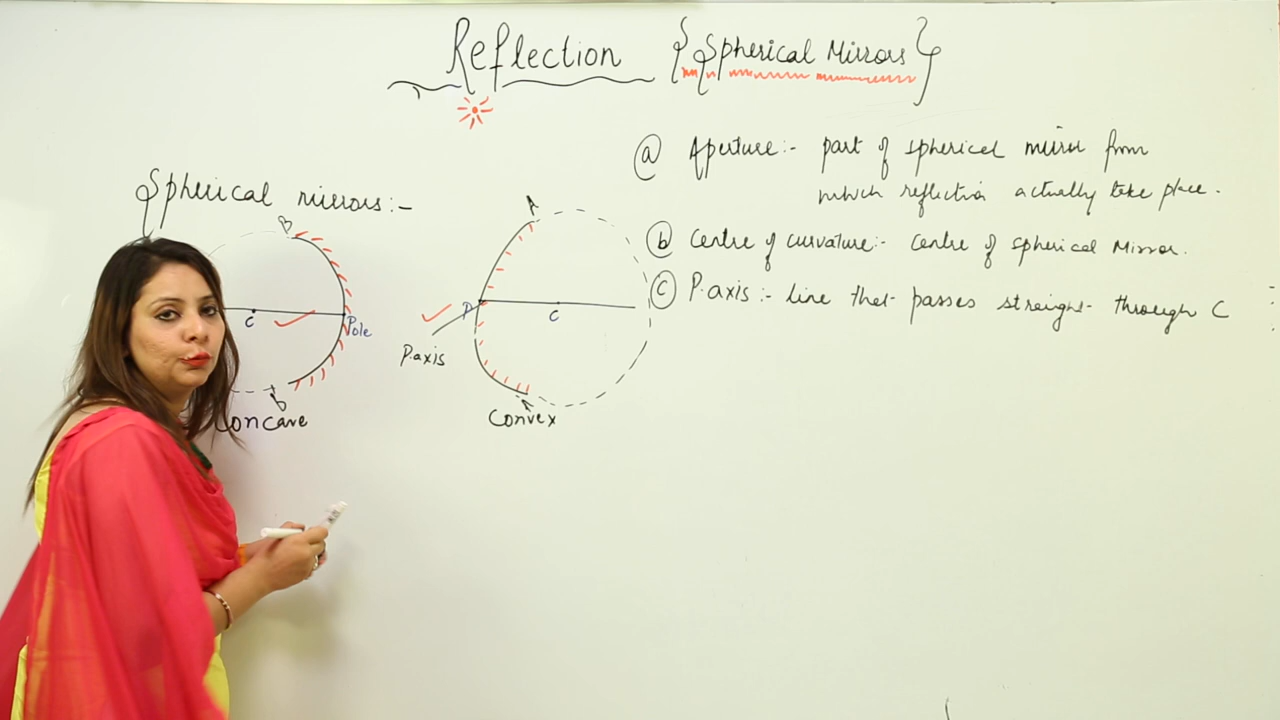 Reflection {Spherical Mirrors}
Spherical mirrors:-
B
C
Pole
B
Concave
A
P
C
P.axis
A
Convex
(a) Aperture:- part of spherical mirror from
which reflection actually take place.
(b) Centre of curvature:- Centre of spherical Mirror.
(c) P.axis:- Line that passes straight through C